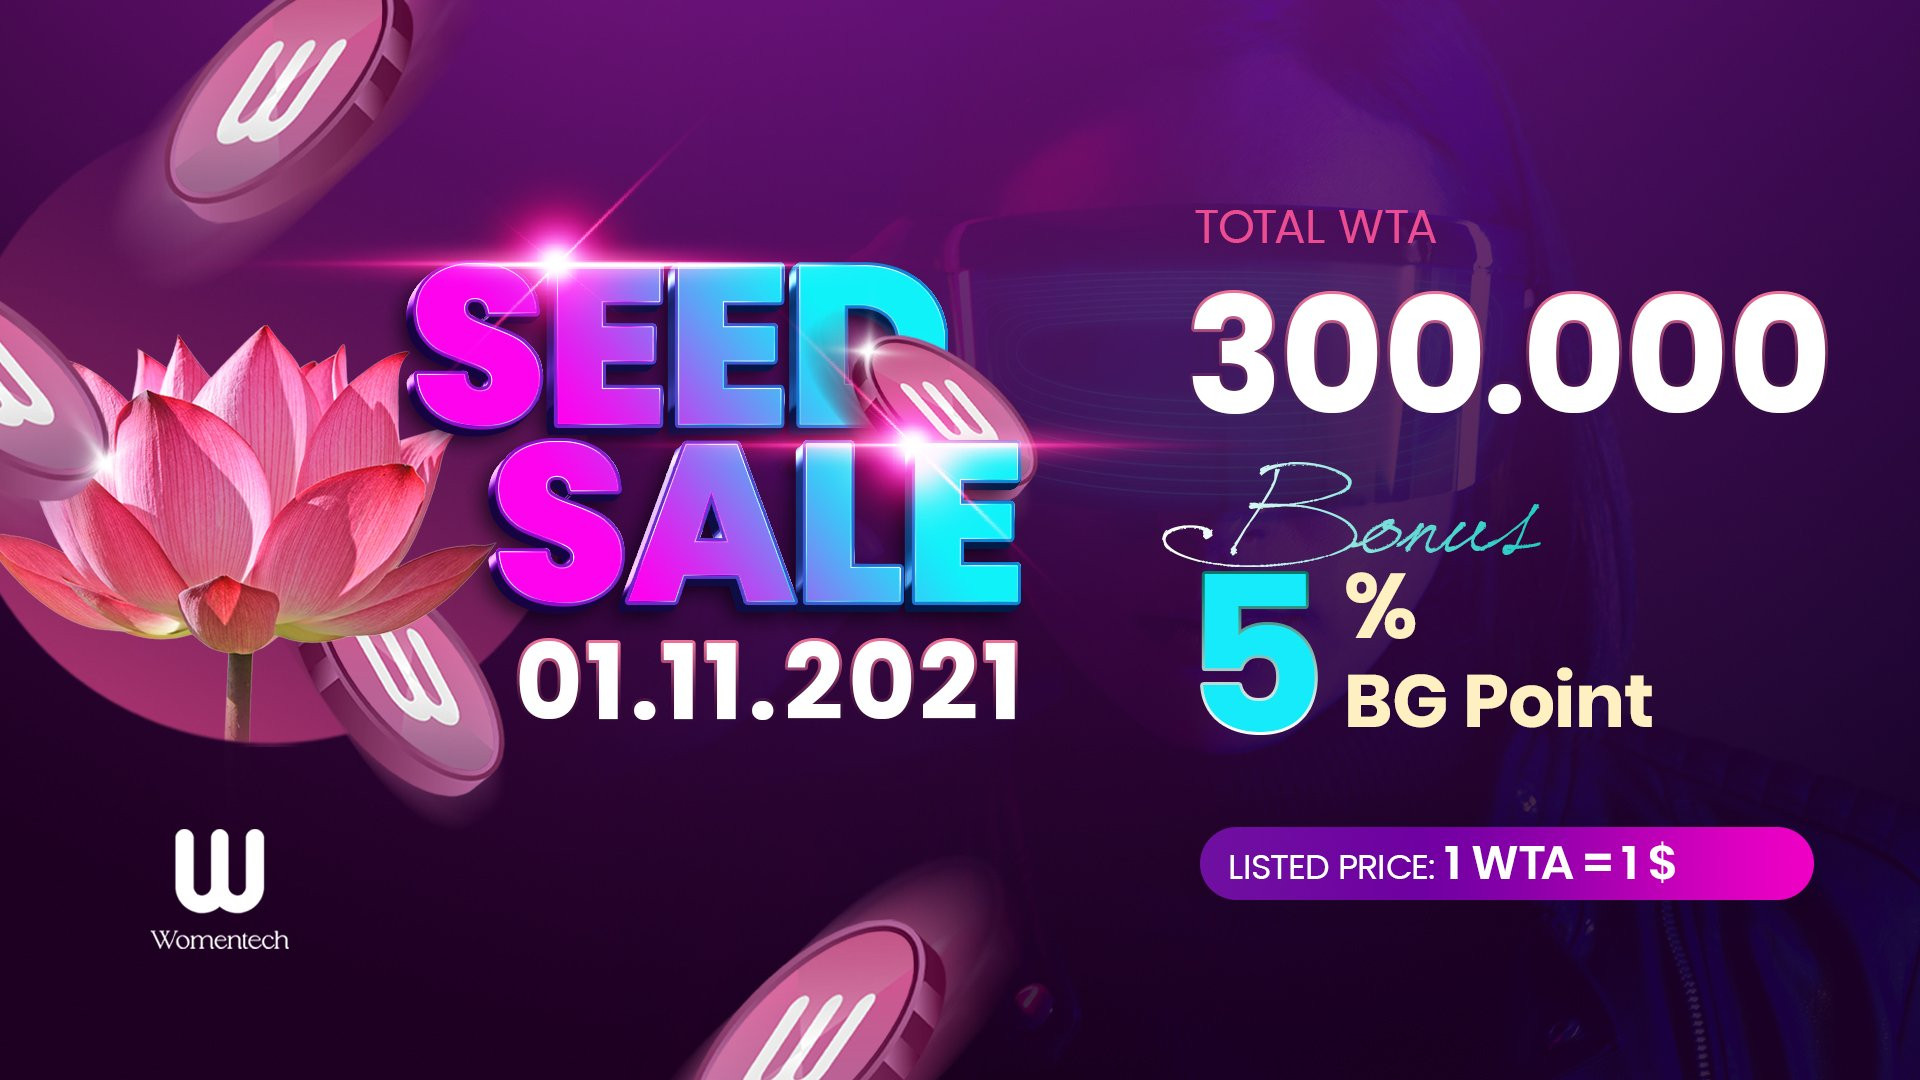 SEED
SALE
01.11.2021
TOTAL WTA
300.000
Bonus
5%
BG Point
LISTED PRICE: 1 WTA = 1 $
W
Womentech
W
W
W
W
W